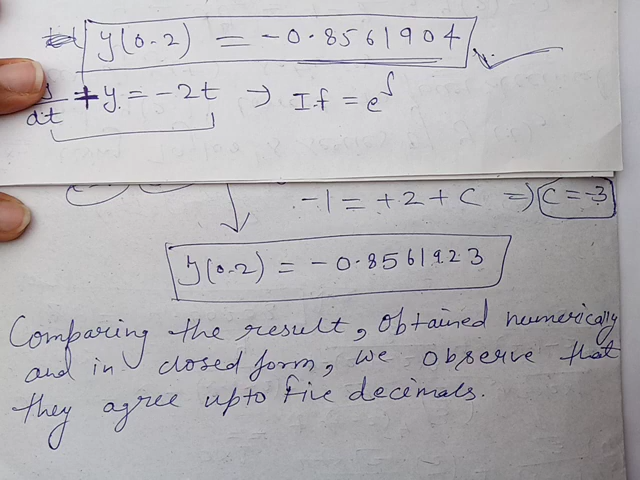 y(0.2) = -0.8561904
dt + y = -2t → I.f = e^∫
-1 = +2 + C ⇒ C = -3
y(0.2) = -0.8561923
Comparing the result, obtained numerically
and in closed form, we observe that
they agree upto five decimals.